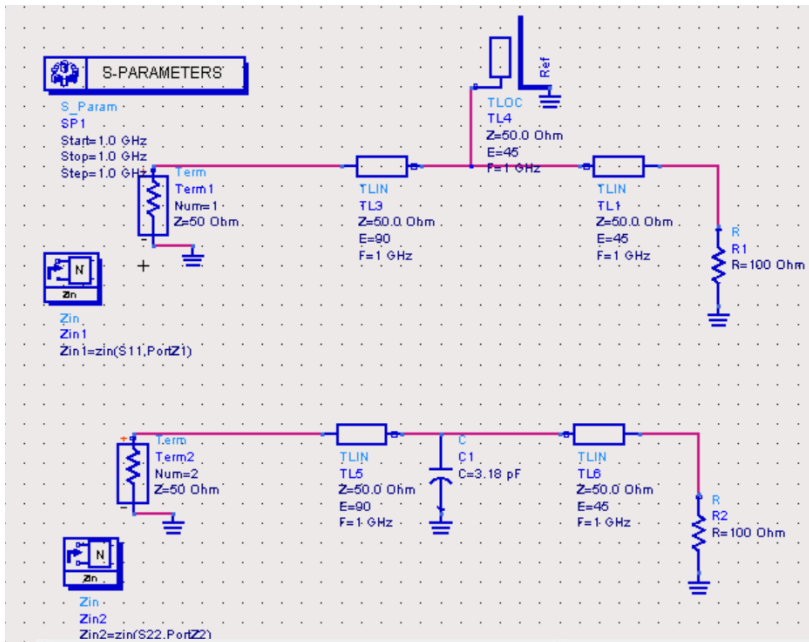 S-PARAMETERS
S_Param
SP1
Start=1.0 GHz
Stop=1.0 GHz
Step=1.0 GHz
Ref
TLOC
TL4
Z=50.0 Ohm
E=45
F=1 GHz
Term
Term1
Num=1
Z=50 Ohm
-
TLIN
TL3
Z=50.0 Ohm
E=90
F=1 GHz
TLIN
TL1
Z=50.0 Ohm
E=45
F=1 GHz
R
R1
R=100 Ohm
N
Zin
Zin
Zin1
Zin1=zin(S11,PortZ1)
+
Term
Term2
Num=2
Z=50 Ohm
-
TLIN
TL5
Z=50.0 Ohm
E=90
F=1 GHz
C
C1
C=3.18 pF
TLIN
TL6
Z=50.0 Ohm
E=45
F=1 GHz
R
R2
R=100 Ohm
N
Zin
Zin
Zin2
Zin2=zin(S22,PortZ2)